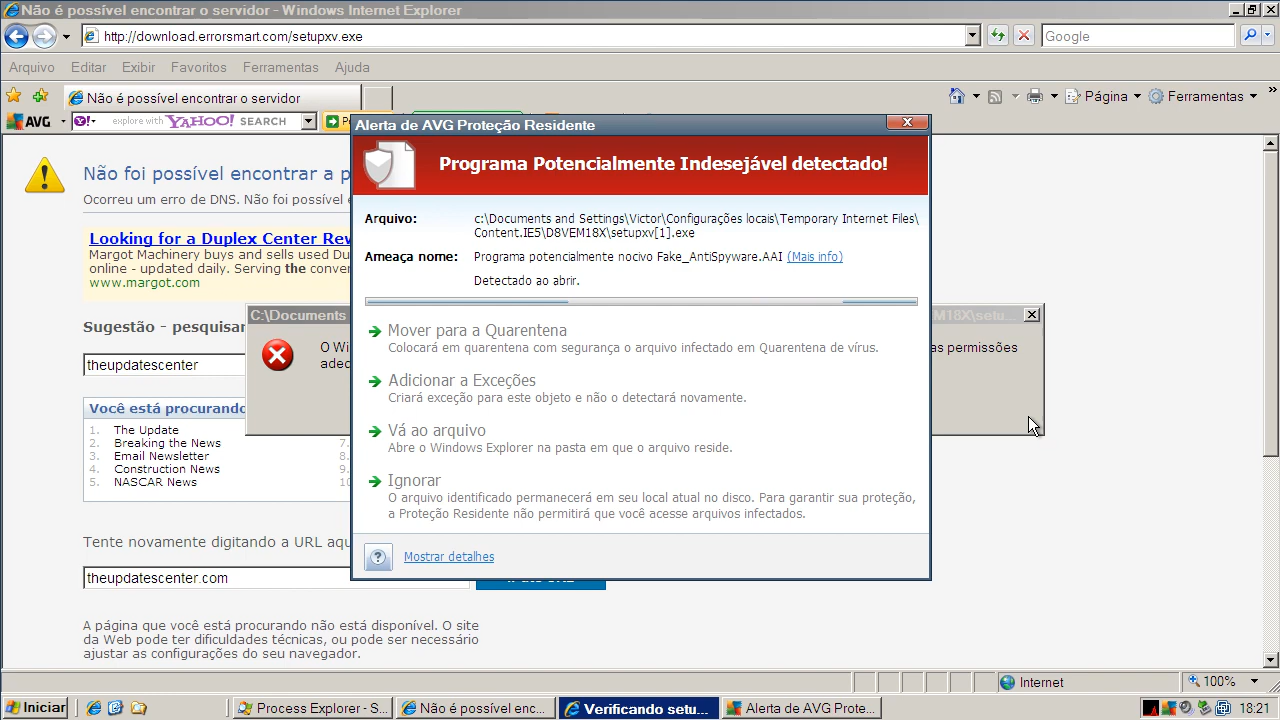 Não é possível encontrar o servidor - Windows Internet Explorer
http://download.errorsmart.com/setupxv.exe
Google
Arquivo Editar Exibir Favoritos Ferramentas Ajuda
Não é possível encontrar o servidor
Página Ferramentas »
AVG Y! explore with YAHOO! SEARCH
Alerta de AVG Proteção Residente
Programa Potencialmente Indesejável detectado!
Não foi possível encontrar a p
Ocorreu um erro de DNS. Não foi possível e
Looking for a Duplex Center Rev
Margot Machinery buys and sells used Du
online - updated daily. Serving the conven
www.margot.com
Arquivo: c:\Documents and Settings\Victor\Configurações locais\Temporary Internet Files\
Content.IE5\D8VEM18X\setupxv[1].exe
Ameaça nome: Programa potencialmente nocivo Fake_AntiSpyware.AAI (Mais info)
Detectado ao abrir.
C:\Documents
M18X\setu...
Sugestão - pesquisar
O Wi
as permissões
adec
theupdatescenter
Mover para a Quarentena
Colocará em quarentena com segurança o arquivo infectado em Quarentena de vírus.
Adicionar a Exceções
Criará exceção para este objeto e não o detectará novamente.
Vá ao arquivo
Abre o Windows Explorer na pasta em que o arquivo reside.
Ignorar
O arquivo identificado permanecerá em seu local atual no disco. Para garantir sua proteção,
a Proteção Residente não permitirá que você acesse arquivos infectados.
Mostrar detalhes
Você está procurando
1. The Update
2. Breaking the News 7.
3. Email Newsletter 8.
4. Construction News 9.
5. NASCAR News 10
Tente novamente digitando a URL aqu
theupdatescenter.com
A página que você está procurando não está disponível. O site
da Web pode ter dificuldades técnicas, ou pode ser necessário
ajustar as configurações do seu navegador.
Internet 100%
Iniciar Process Explorer - S... Não é possível enc... Verificando setu... Alerta de AVG Prote... 18:21